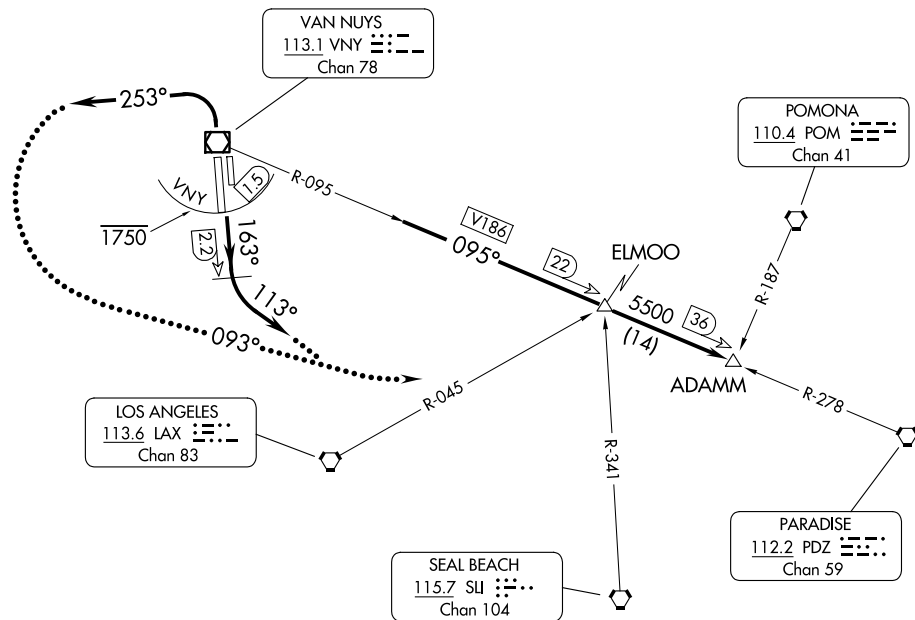 VAN NUYS
113.1 VNY
Chan 78
253°
POMONA
110.4 POM
Chan 41
R-095
1.5
VNY
1750
2.2
163°
V186
095°
22
ELMOO
R-187
113°
5500
(14)
36
093°
ADAMM
R-045
R-278
LOS ANGELES
113.6 LAX
Chan 83
R-341
PARADISE
112.2 PDZ
Chan 59
SEAL BEACH
115.7 SLI
Chan 104